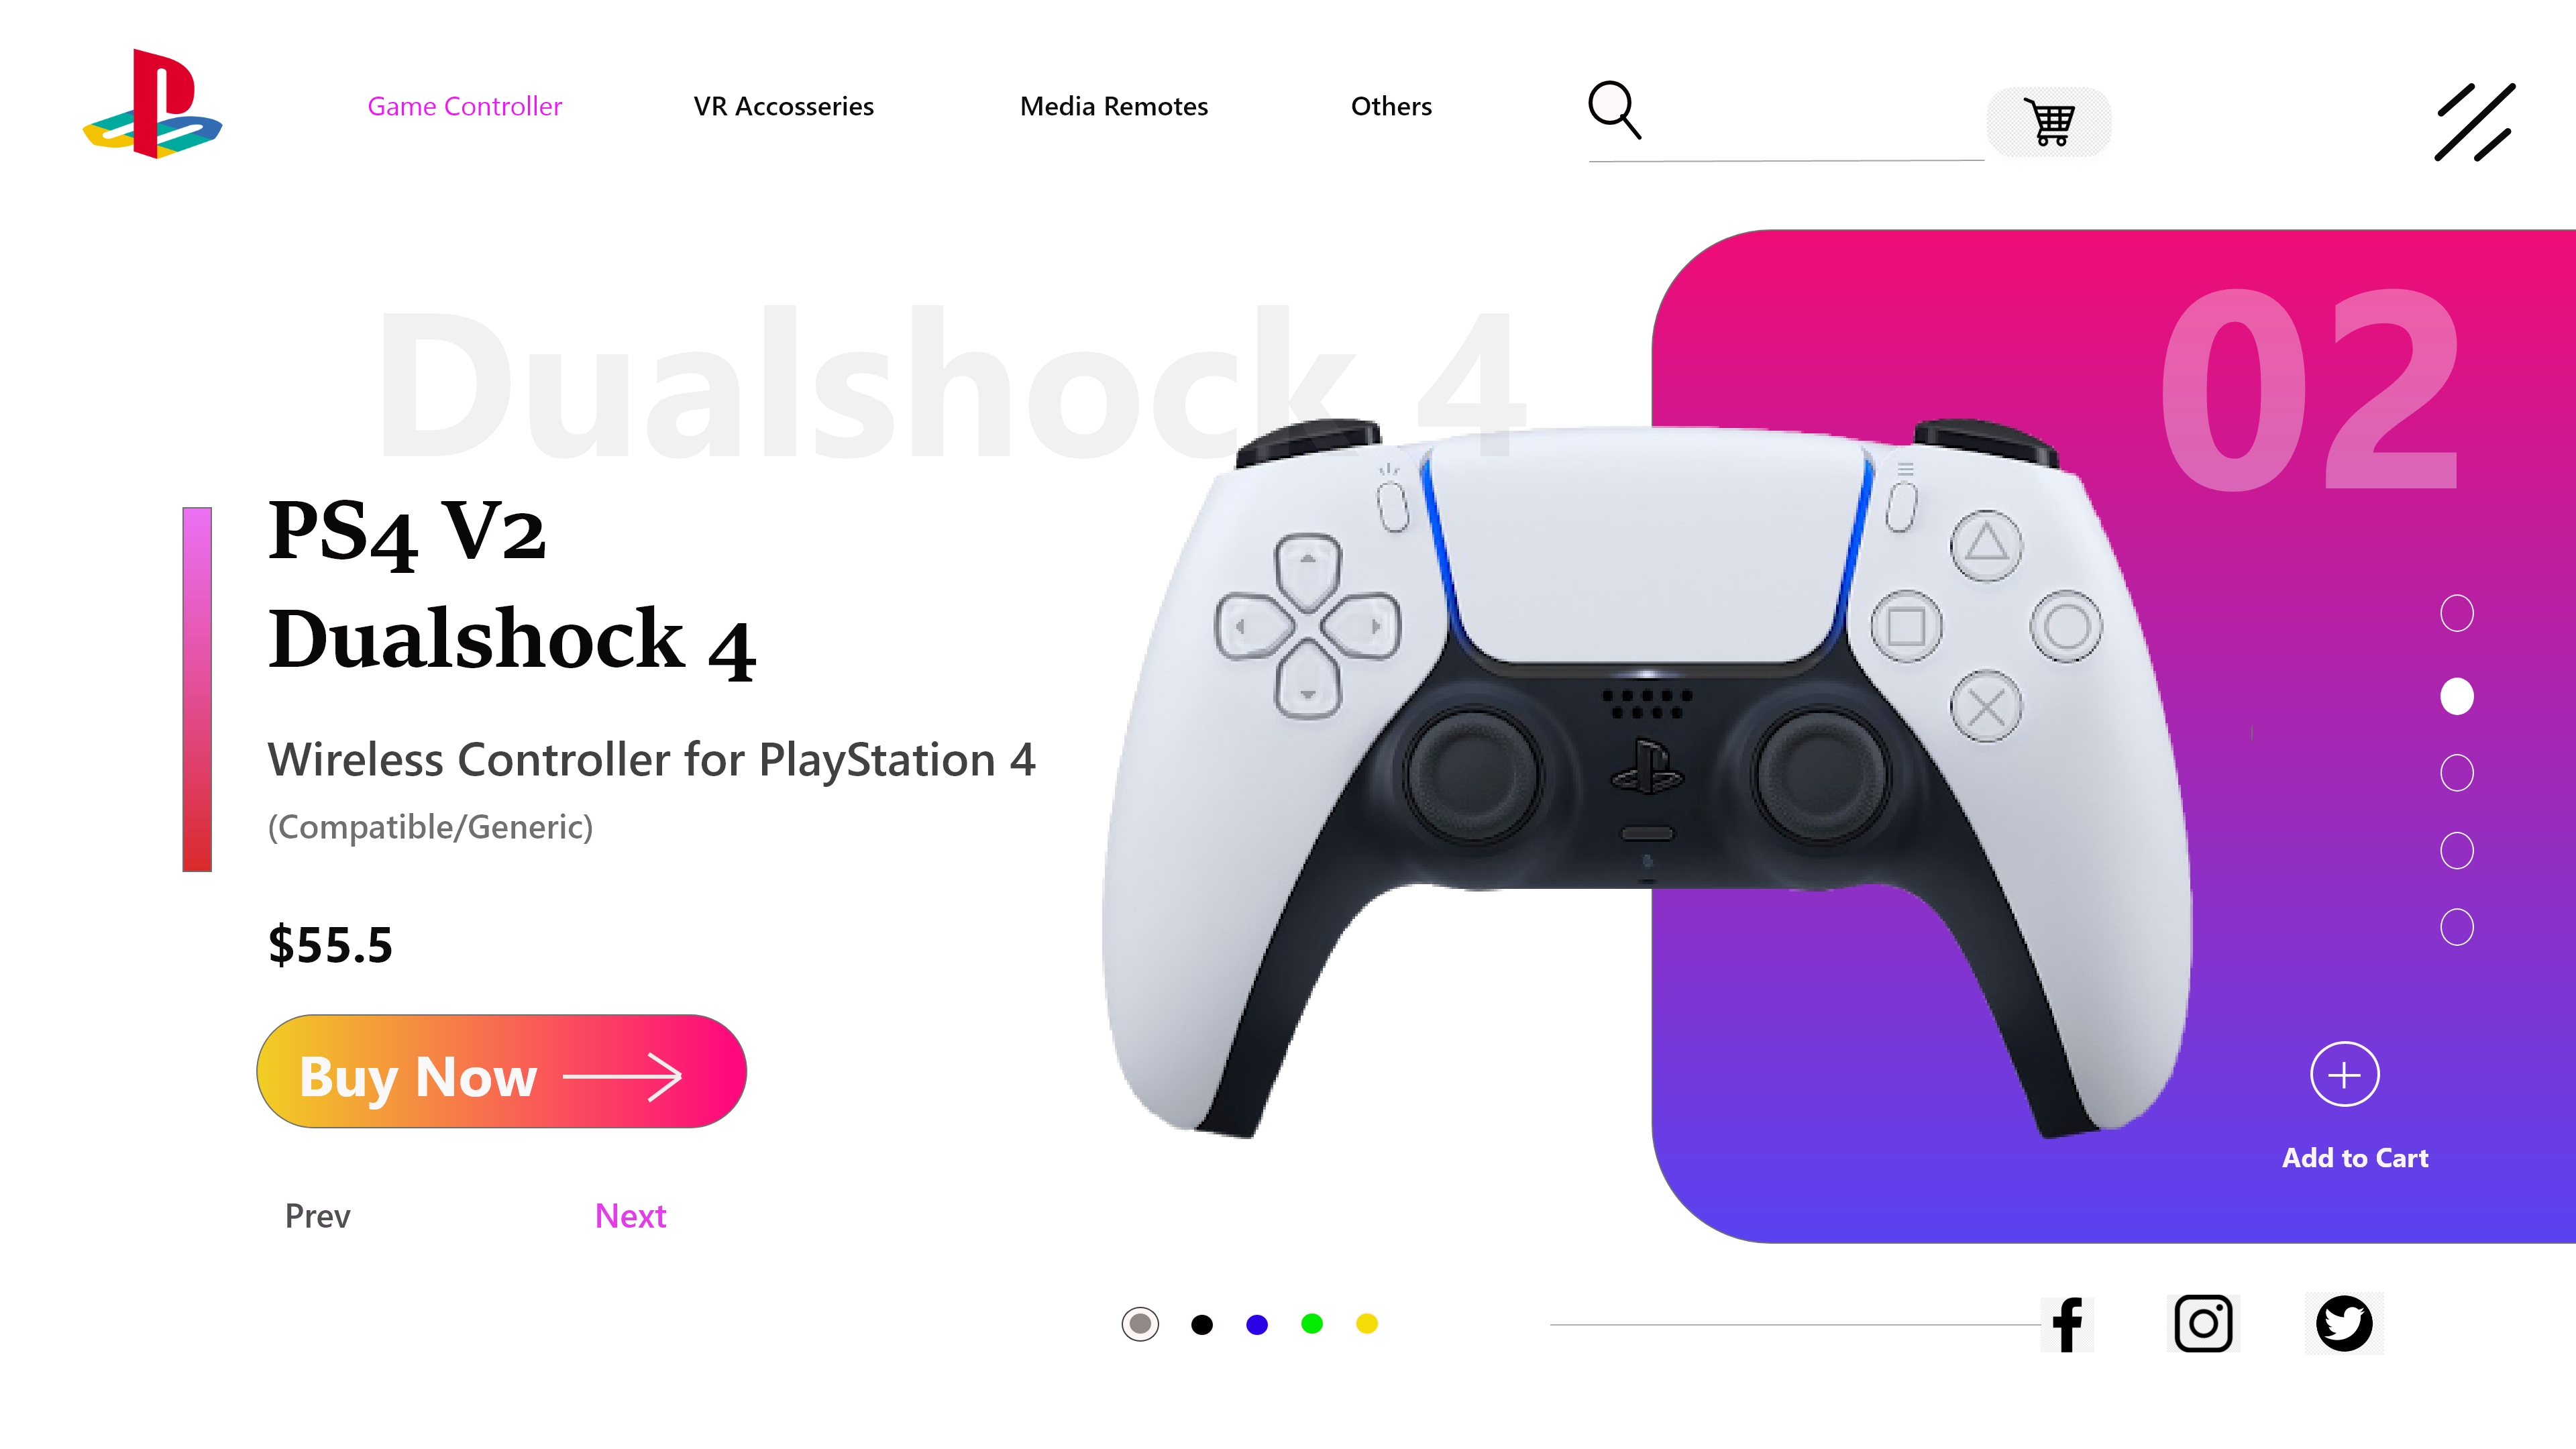 Game Controller
VR Accosseries
Media Remotes
Others
Dualshock 4
02
PS4 V2
Dualshock 4
Wireless Controller for PlayStation 4
(Compatible/Generic)
$55.5
Buy Now
Add to Cart
Prev
Next